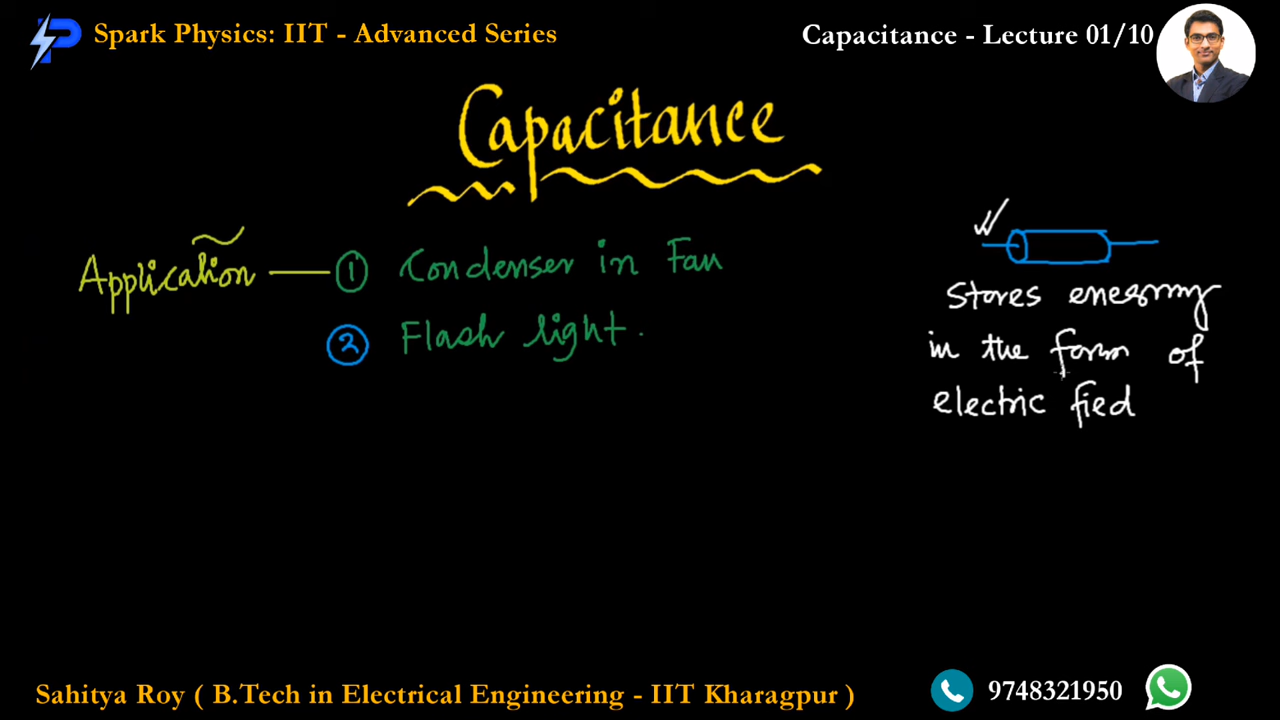 Spark Physics: IIT - Advanced Series
Capacitance - Lecture 01/10
Capacitance
Application — ① Condenser in Fan
② Flash light.
Stores energy
in the form of
electric fied
Sahitya Roy ( B.Tech in Electrical Engineering - IIT Kharagpur )
9748321950